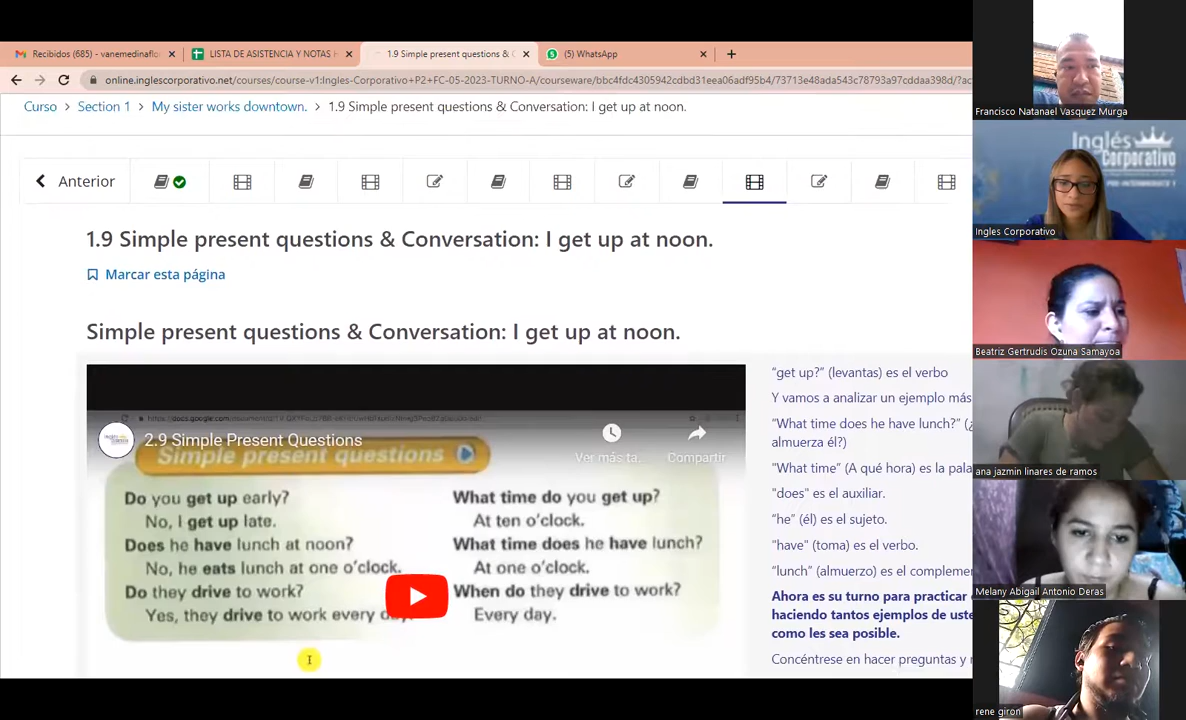 Recibidos (685) - vanemedinaflo
LISTA DE ASISTENCIA Y NOTAS
1.9 Simple present questions & C
(5) WhatsApp
online.inglescorporativo.net/courses/course-v1:Ingles-Corporativo+P2+FC-05-2023-TURNO-A/courseware/bbc4fdc4305942cdbd31eea06adf95b4/73713e48ada543c78793a97cddaa398d/?ac
Curso > Section 1 > My sister works downtown. > 1.9 Simple present questions & Conversation: I get up at noon.
Anterior
1.9 Simple present questions & Conversation: I get up at noon.
Marcar esta página
Simple present questions & Conversation: I get up at noon.
2.9 Simple Present Questions
Ver más ta...
Compartir
Simple present questions
Do you get up early?
No, I get up late.
Does he have lunch at noon?
No, he eats lunch at one o'clock.
Do they drive to work?
Yes, they drive to work every day.
What time do you get up?
At ten o'clock.
What time does he have lunch?
At one o'clock.
When do they drive to work?
Every day.
“get up?” (levantas) es el verbo
Y vamos a analizar un ejemplo más
“What time does he have lunch?” (¿
almuerza él?)
"What time” (A qué hora) es la pala
"does" es el auxiliar.
“he” (él) es el sujeto.
"have” (toma) es el verbo.
"lunch” (almuerzo) es el complemen
Ahora es su turno para practicar
haciendo tantos ejemplos de uste
como les sea posible.
Concéntrese en hacer preguntas y
Francisco Natanael Vasquez Murga
Inglés
Corporativo
PRE-INTERMEDIATE 1
Ingles Corporativo
Beatriz Gertrudis Ozuna Samayoa
ana jazmin linares de ramos
Melany Abigail Antonio Deras
rene giron